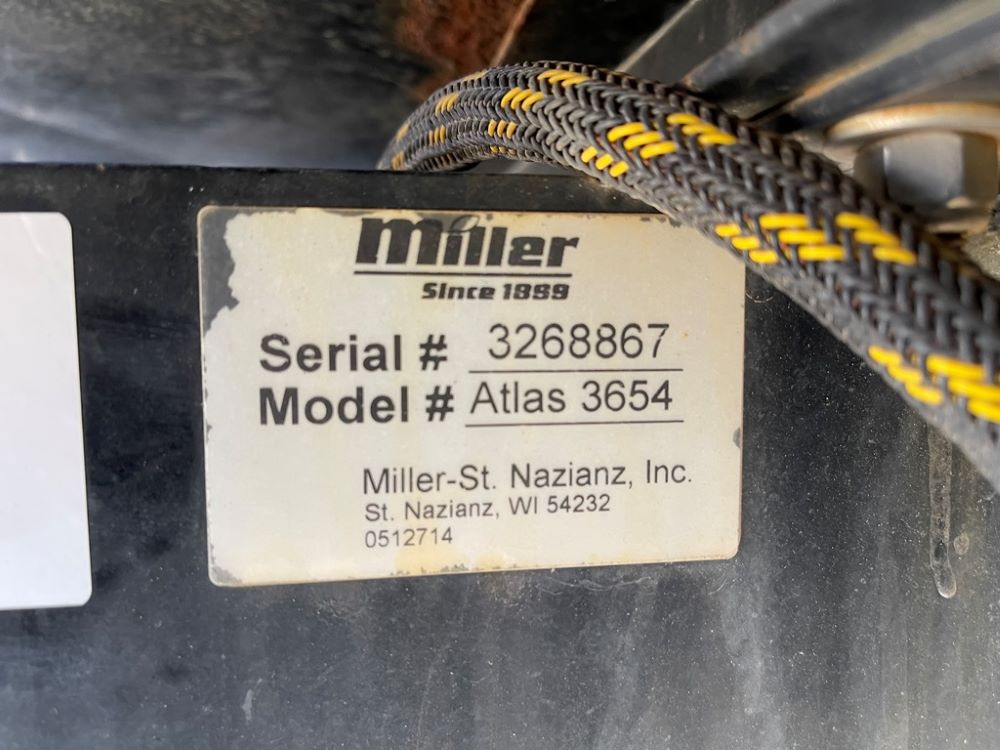 Miller
Since 1899
Serial # 3268867
Model # Atlas 3654
Miller-St. Nazianz, Inc.
St. Nazianz, WI 54232
0512714